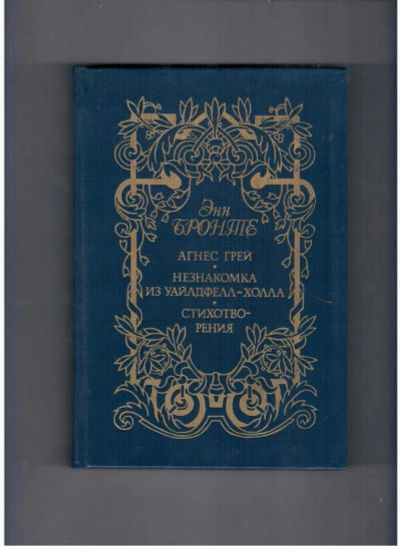 Энн
БРОНТЕ
АГНЕС ГРЕЙ
•
НЕЗНАКОМКА
ИЗ УАЙЛДФЕЛЛ-ХОЛЛА
•
СТИХОТВО-
РЕНИЯ